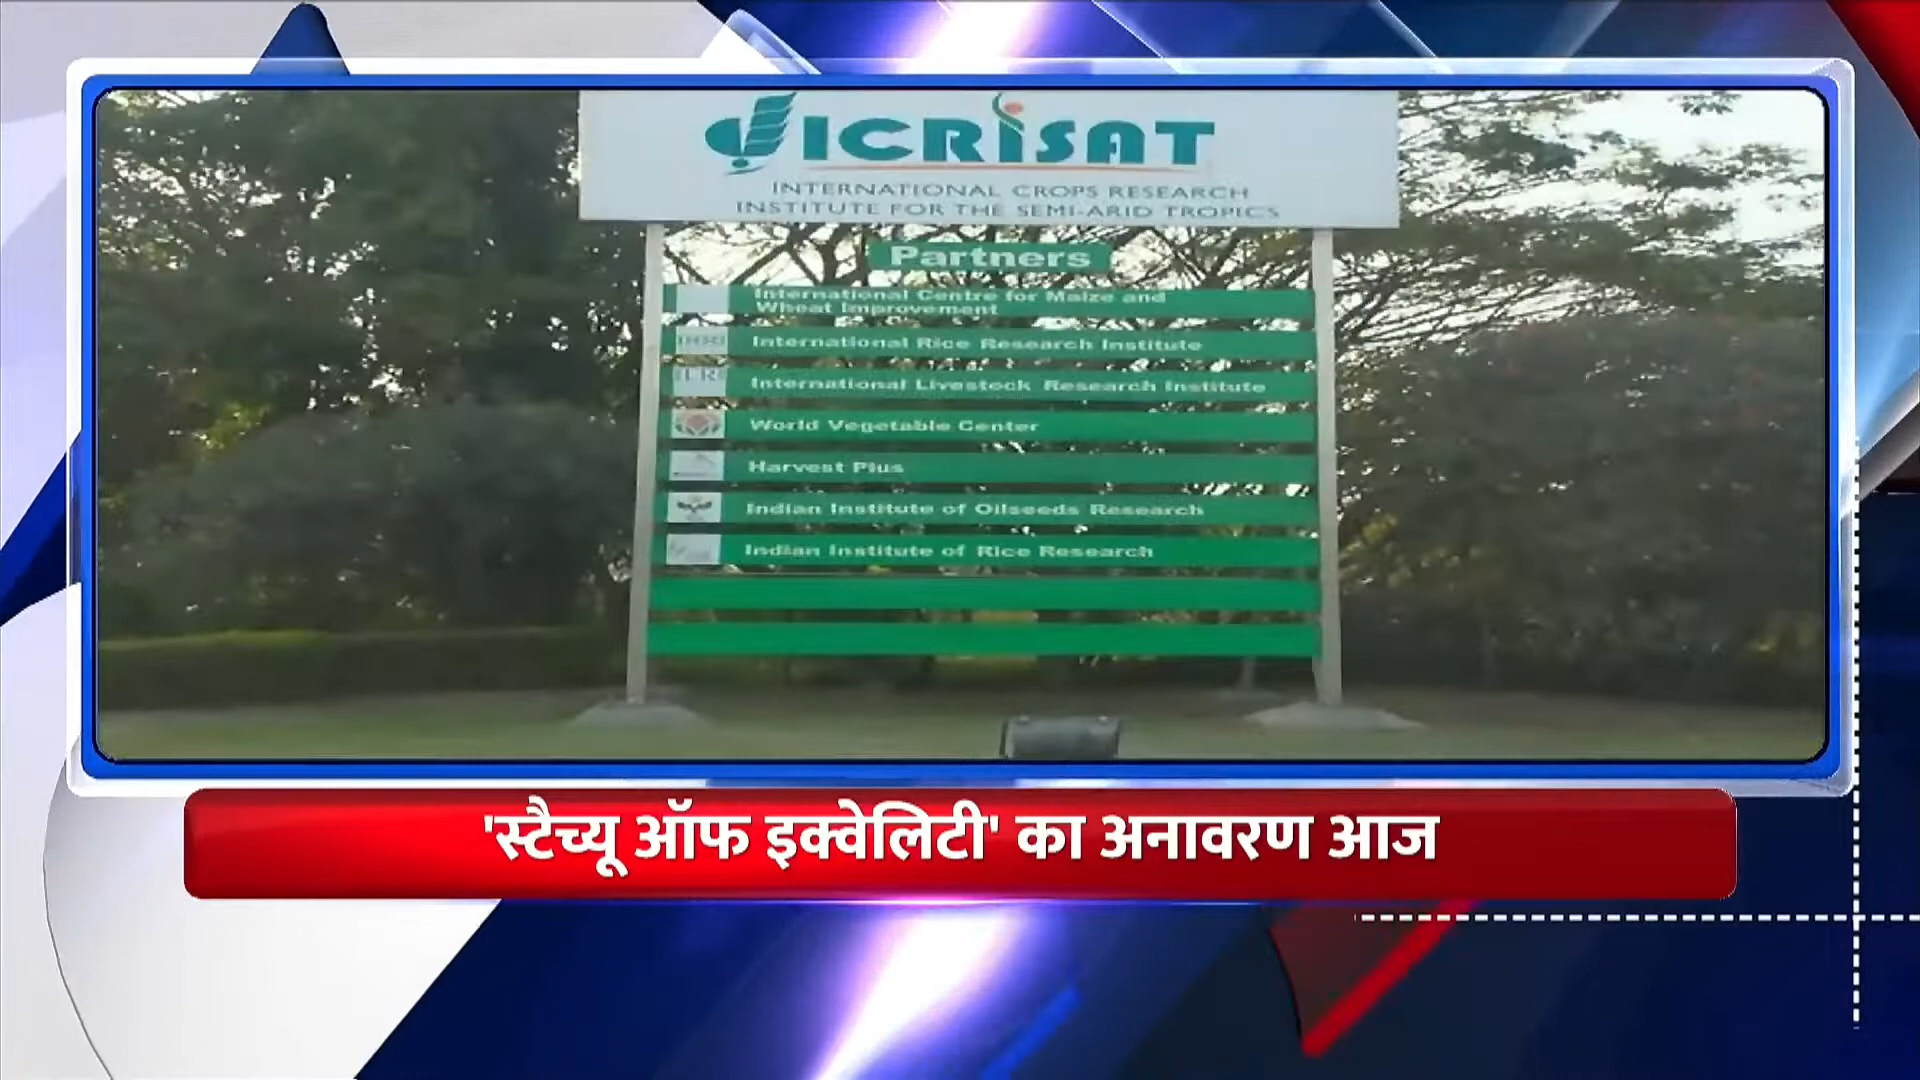 ICRISAT
INTERNATIONAL CROPS RESEARCH
INSTITUTE FOR THE SEMI-ARID TROPICS
Partners
International Centre for Maize and
Wheat Improvement
IRRI International Rice Research Institute
ILRI International Livestock Research Institute
World Vegetable Center
Harvest Plus
Indian Institute of Oilseeds Research
Indian Institute of Rice Research
'स्टैच्यू ऑफ इक्वेलिटी' का अनावरण आज